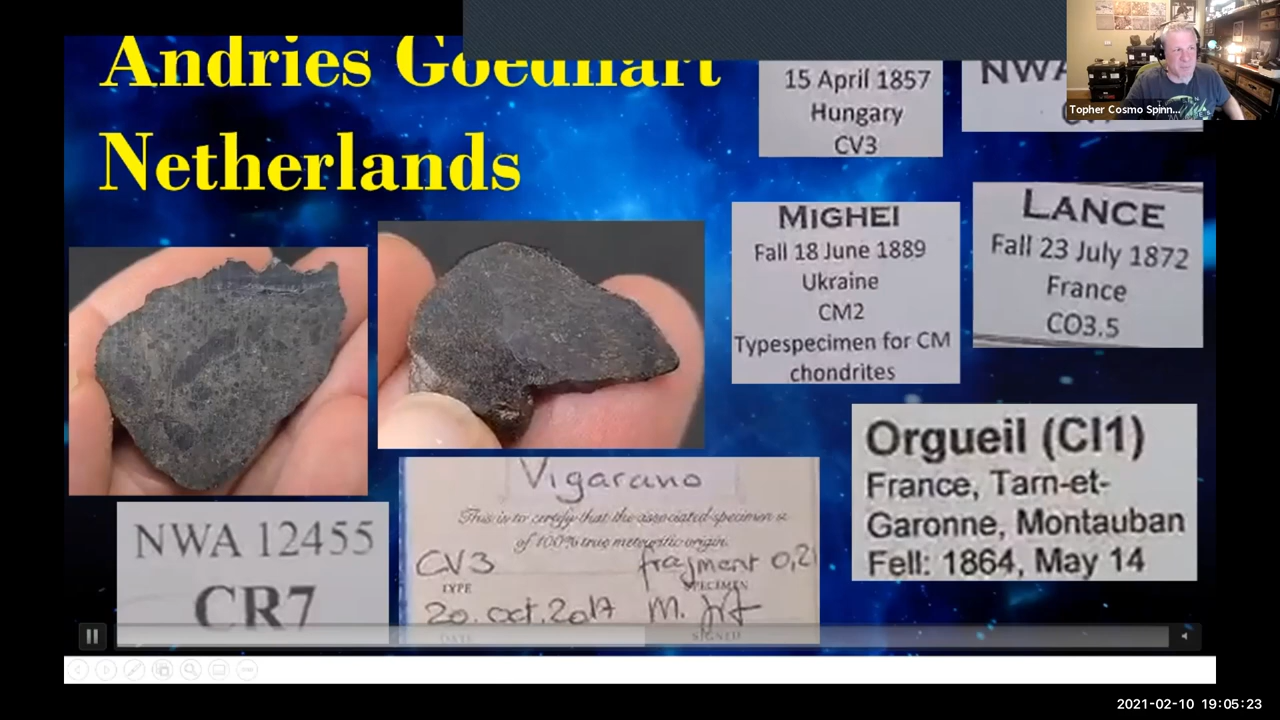 Andries Goedhart
Netherlands
15 April 1857
Hungary
CV3
NWA
Topher Cosmo Spinn...
MIGHEI
Fall 18 June 1889
Ukraine
CM2
Typespecimen for CM
chondrites
LANCE
Fall 23 July 1872
France
CO3.5
Orgueil (CI1)
France, Tarn-et-
Garonne, Montauban
Fell: 1864, May 14
NWA 12455
CR7
Vigarano
This is to certify that the associated specimen is
of 100% true meteoritic origin.
CV3 fragment 0,21
TYPE SPECIMEN
20. oct. 2017 M.
DATE SIGNED
2021-02-10 19:05:23